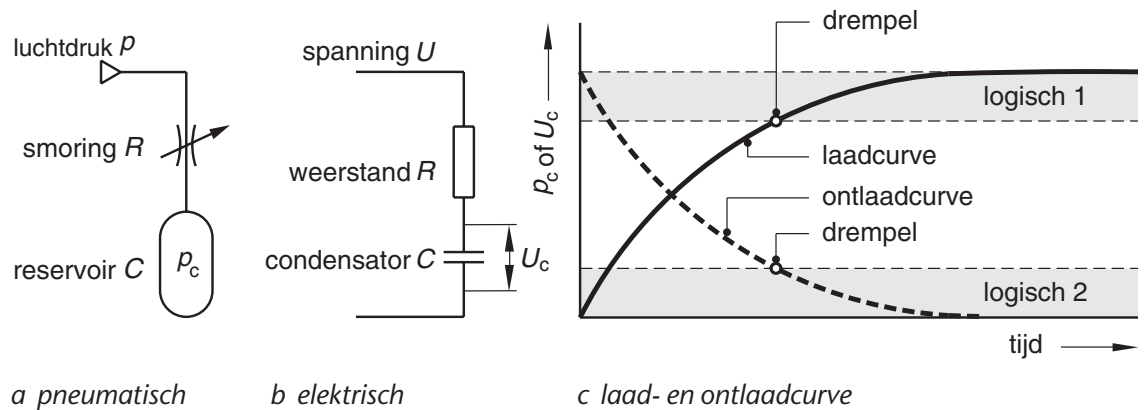 luchtdruk p
smoring R
reservoir C
pc
a pneumatisch
spanning U
weerstand R
condensator C
Uc
b elektrisch
pc of Uc
drempel
logisch 1
laadcurve
ontlaadcurve
drempel
logisch 2
tijd
c laad- en ontlaadcurve